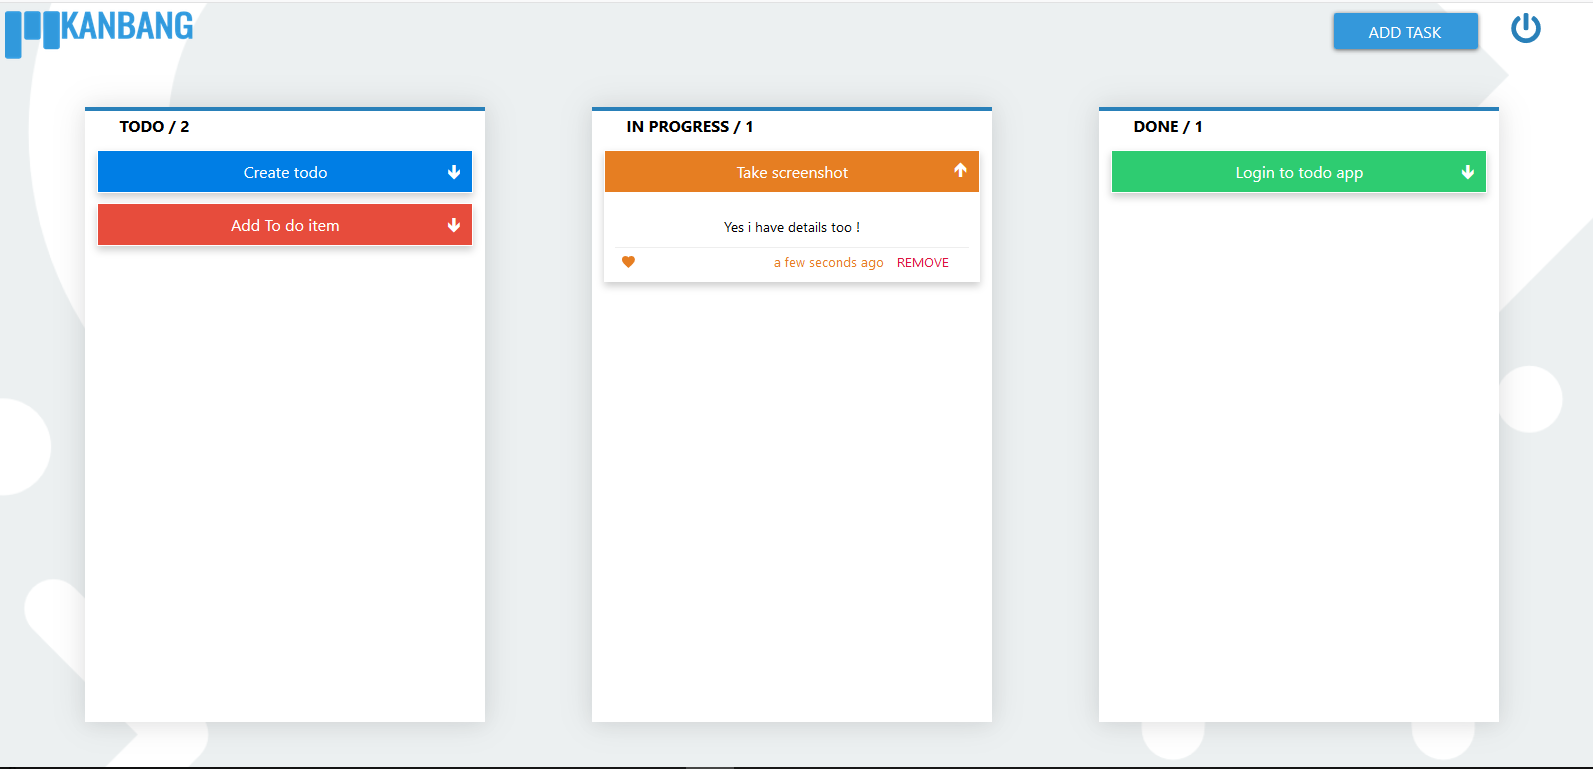 KANBANG
ADD TASK
TODO / 2
Create todo
Add To do item
IN PROGRESS / 1
Take screenshot
Yes i have details too !
a few seconds ago REMOVE
DONE / 1
Login to todo app